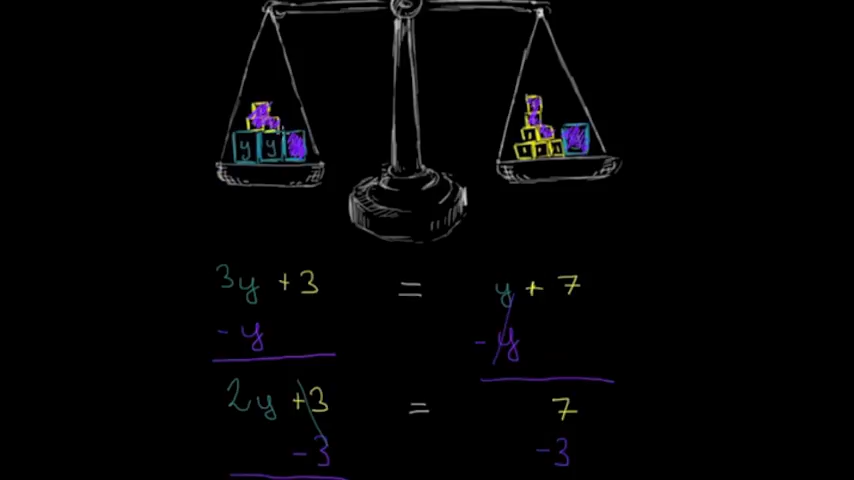 y y
3y + 3 = y + 7
- y - y
2y + 3 = 7
- 3 - 3